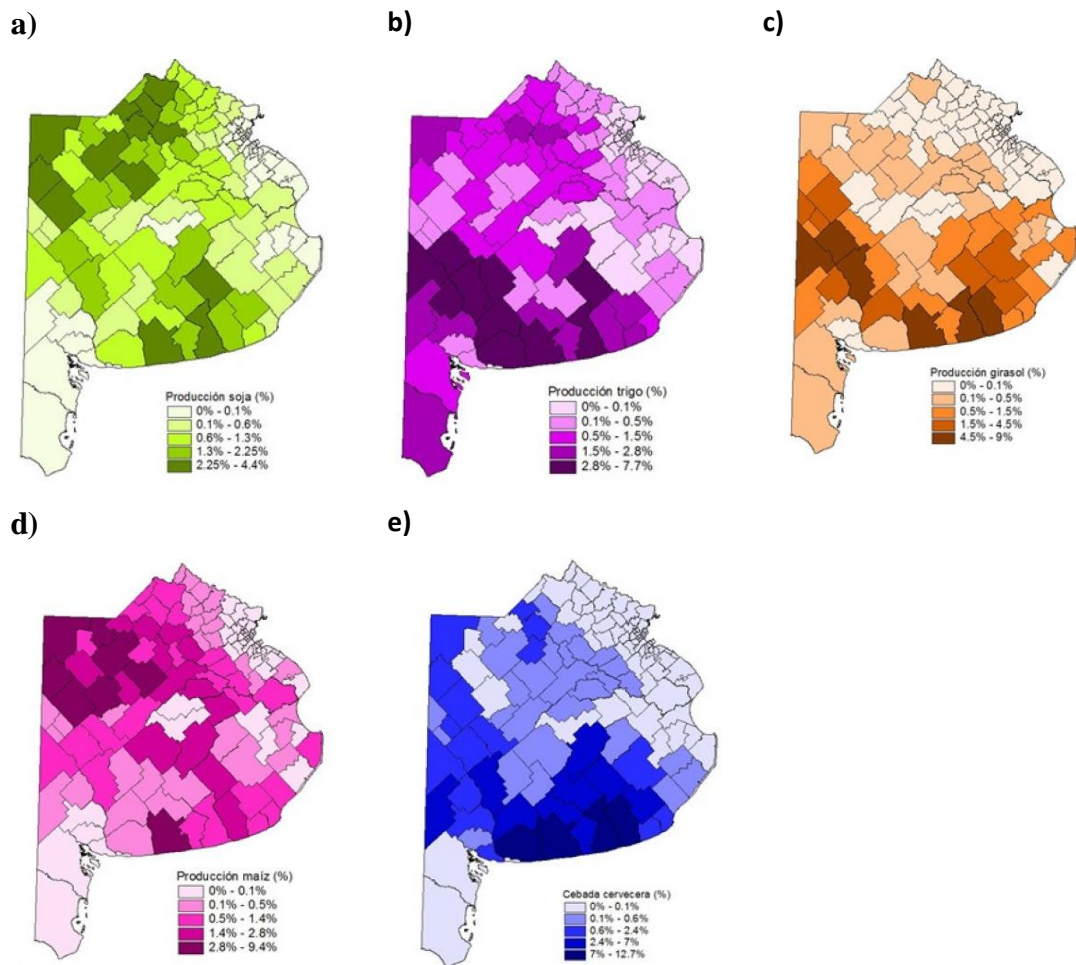 a)
b)
c)
Producción soja (%)
0% - 0.1%
0.1% - 0.6%
0.6% - 1.3%
1.3% - 2.25%
2.25% - 4.4%
Producción trigo (%)
0% - 0.1%
0.1% - 0.5%
0.5% - 1.5%
1.5% - 2.8%
2.8% - 7.7%
Producción girasol (%)
0% - 0.1%
0.1% - 0.5%
0.5% - 1.5%
1.5% - 4.5%
4.5% - 9%
d)
e)
Producción maíz (%)
0% - 0.1%
0.1% - 0.5%
0.5% - 1.4%
1.4% - 2.8%
2.8% - 9.4%
Cebada cervecera (%)
0% - 0.1%
0.1% - 0.6%
0.6% - 2.4%
2.4% - 7%
7% - 12.7%